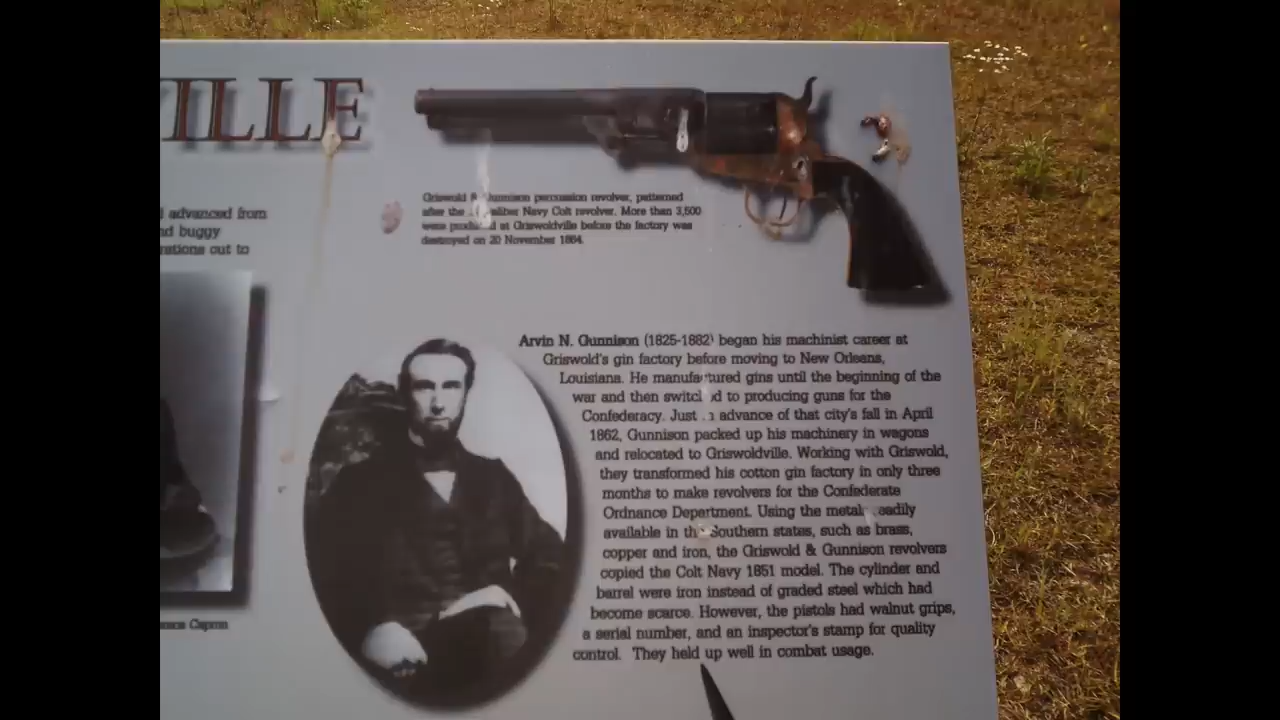 ILLE
advanced from
buggy
out to
Griswold & Gunnison percussion revolver, patterned
after the caliber Navy Colt revolver. More than 3,500
were produced at Griswoldville before the factory was
destroyed on 20 November 1864.
Arvin N. Gunnison (1825-1882) began his machinist career at
Griswold's gin factory before moving to New Orleans,
Louisiana. He manufactured gins until the beginning of the
war and then switched to producing guns for the
Confederacy. Just advance of that city's fall in April
1862, Gunnison packed up his machinery in wagons
and relocated to Griswoldville. Working with Griswold,
they transformed his cotton gin factory in only three
months to make revolvers for the Confederate
Ordnance Department. Using the metals readily
available in the Southern states, such as brass,
copper and iron, the Griswold & Gunnison revolvers
copied the Colt Navy 1851 model. The cylinder and
barrel were iron instead of graded steel which had
become scarce. However, the pistols had walnut grips,
a serial number, and an inspector's stamp for quality
control. They held up well in combat usage.
Capron